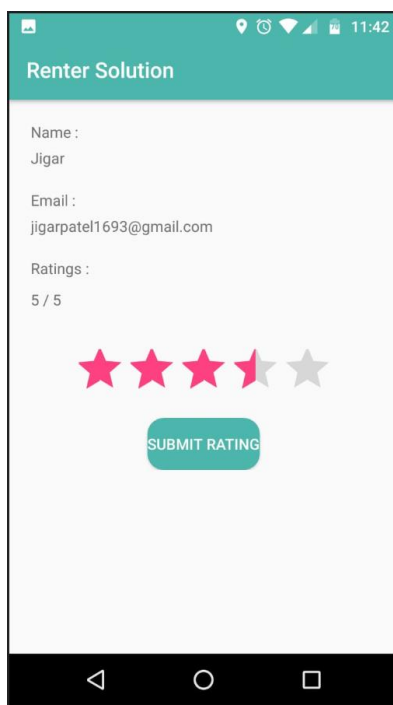 11:42
Renter Solution
Name :
Jigar
Email :
jigarpatel1693@gmail.com
Ratings :
5 / 5
SUBMIT RATING